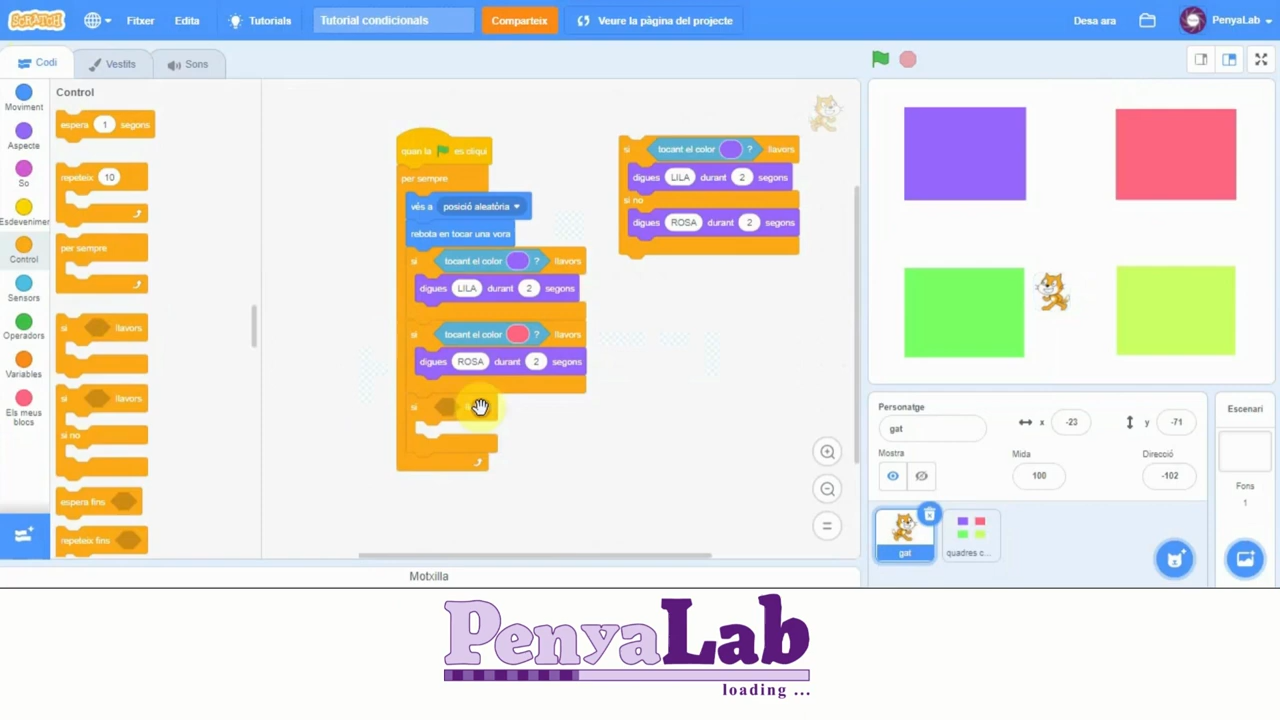 SCRATCH
Fitxer
Edita
Tutorials
Tutorial condicionals
Comparteix
Veure la pàgina del projecte
Desa ara
PenyaLab
Codi
Vestits
Sons
Moviment
Aspecte
So
Esdevenimen
Control
Sensors
Operadors
Variables
Els meus
blocs
Control
espera 1 segons
repeteix 10
per sempre
si llavors
si llavors
si no
espera fins
repeteix fins
quan la es cliqui
per sempre
vés a posició aleatòria
rebota en tocar una vora
si tocant el color ? llavors
digues LILA durant 2 segons
si tocant el color ? llavors
digues ROSA durant 2 segons
si
si tocant el color ? llavors
digues LILA durant 2 segons
si no
digues ROSA durant 2 segons
Personatge
gat
x -23
y -71
Mostra
Mida
100
Direcció
-102
gat
quadres c...
Escenari
Fons
1
Motxilla
PenyaLab
loading ...